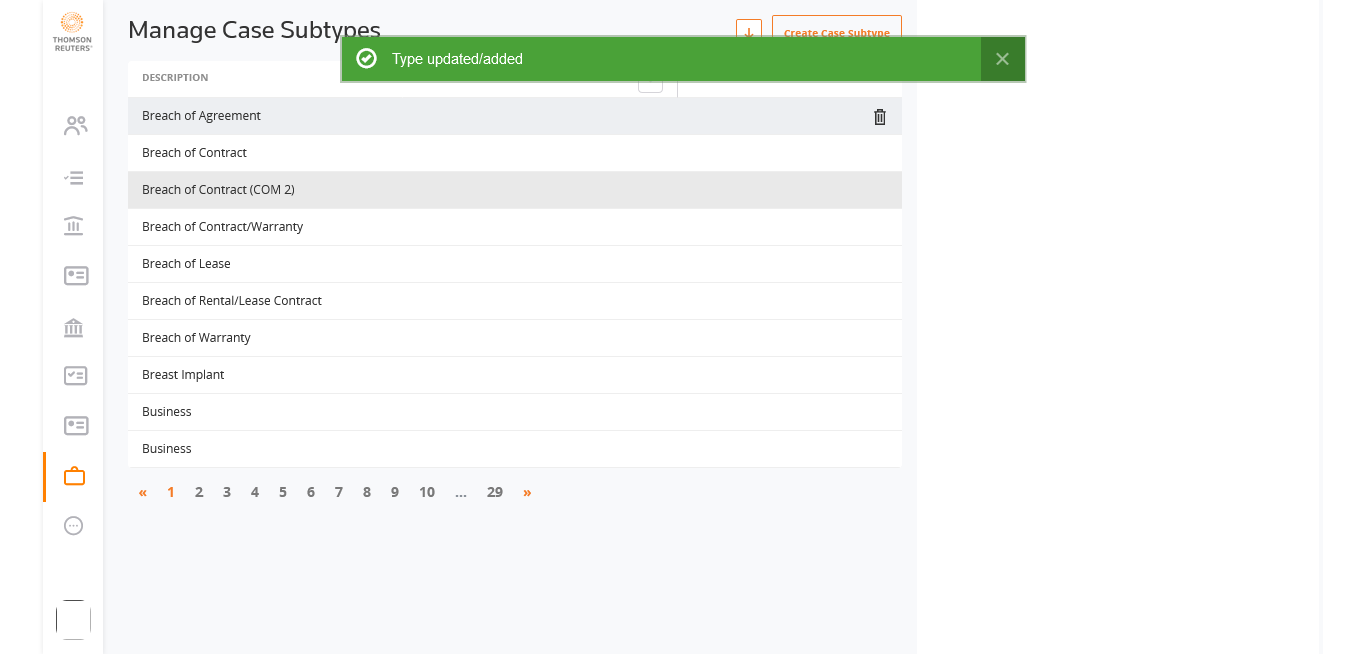 THOMSON
REUTERS®
Manage Case Subtypes
Create Case Subtype
Type updated/added
DESCRIPTION
Breach of Agreement
Breach of Contract
Breach of Contract (COM 2)
Breach of Contract/Warranty
Breach of Lease
Breach of Rental/Lease Contract
Breach of Warranty
Breast Implant
Business
Business
« 1 2 3 4 5 6 7 8 9 10 ... 29 »